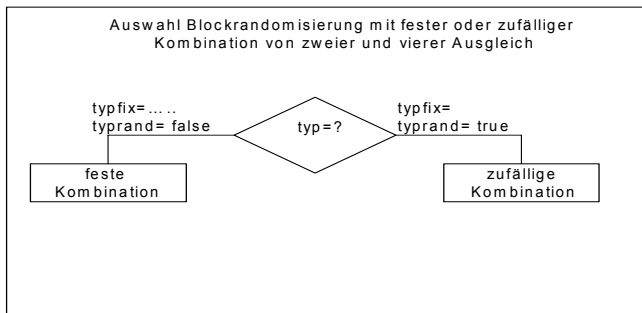 Auswahl Blockrandomisierung mit fester oder zufälliger
Kombination von zweier und vierer Ausgleich
typfix=.....
typrand= false
typ=?
typfix=
typrand= true
feste
Kombination
zufällige
Kombination